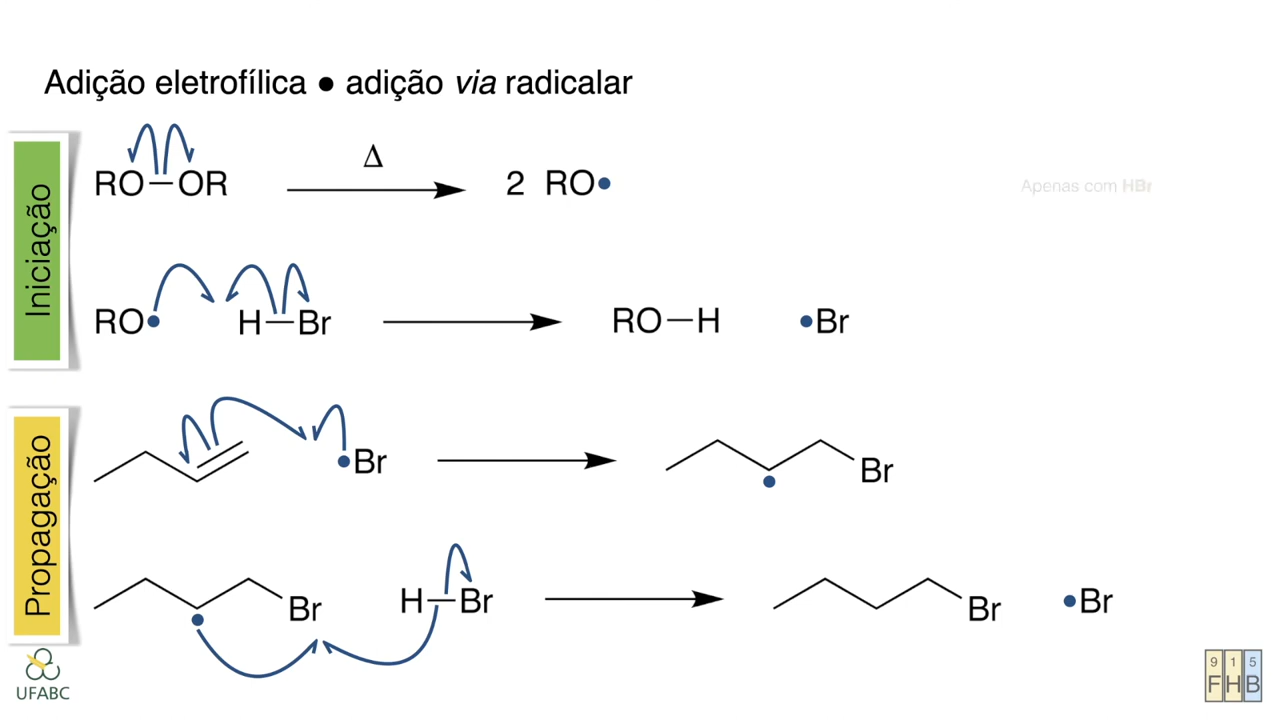 Adição eletrofílica ● adição via radicalar
Iniciação
RO—OR Δ 2 RO•
Apenas com HBr
RO• H—Br RO—H •Br
Propagação
•Br Br
Br H—Br Br •Br
UFABC
9 1 5
F H B